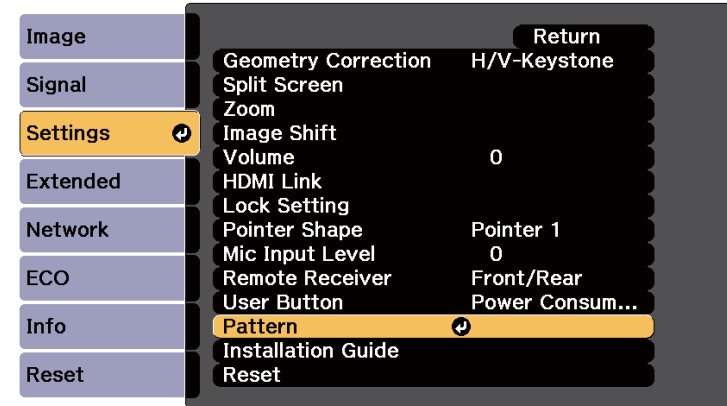 Image
Signal
Settings
Extended
Network
ECO
Info
Reset
Return
Geometry Correction H/V-Keystone
Split Screen
Zoom
Image Shift
Volume 0
HDMI Link
Lock Setting
Pointer Shape Pointer 1
Mic Input Level 0
Remote Receiver Front/Rear
User Button Power Consum...
Pattern
Installation Guide
Reset